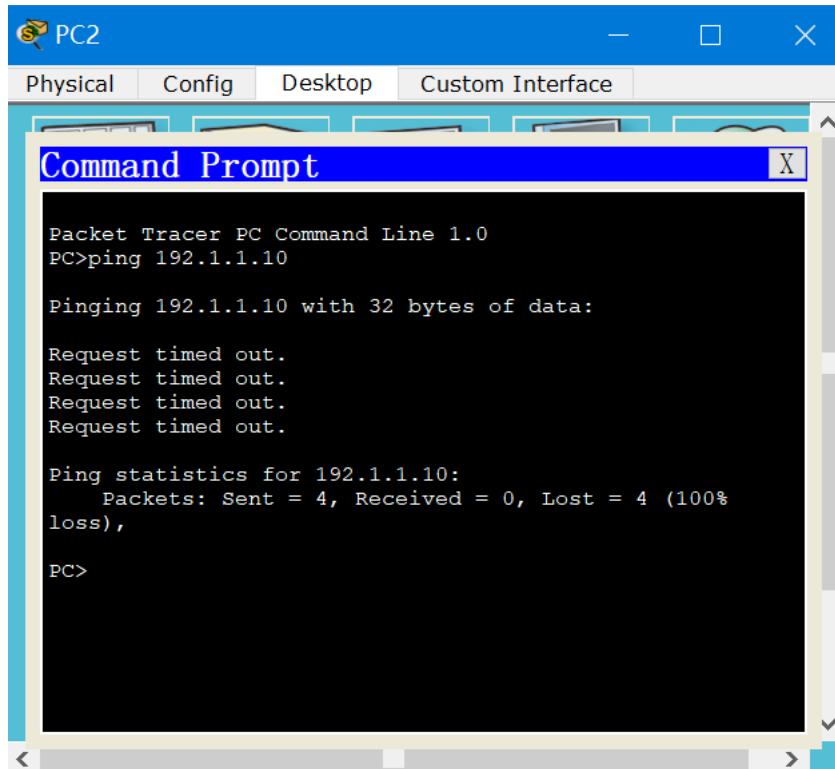 PC2
Physical Config Desktop Custom Interface
Command Prompt X
Packet Tracer PC Command Line 1.0
PC>ping 192.1.1.10
Pinging 192.1.1.10 with 32 bytes of data:
Request timed out.
Request timed out.
Request timed out.
Request timed out.
Ping statistics for 192.1.1.10:
Packets: Sent = 4, Received = 0, Lost = 4 (100%
loss),
PC>